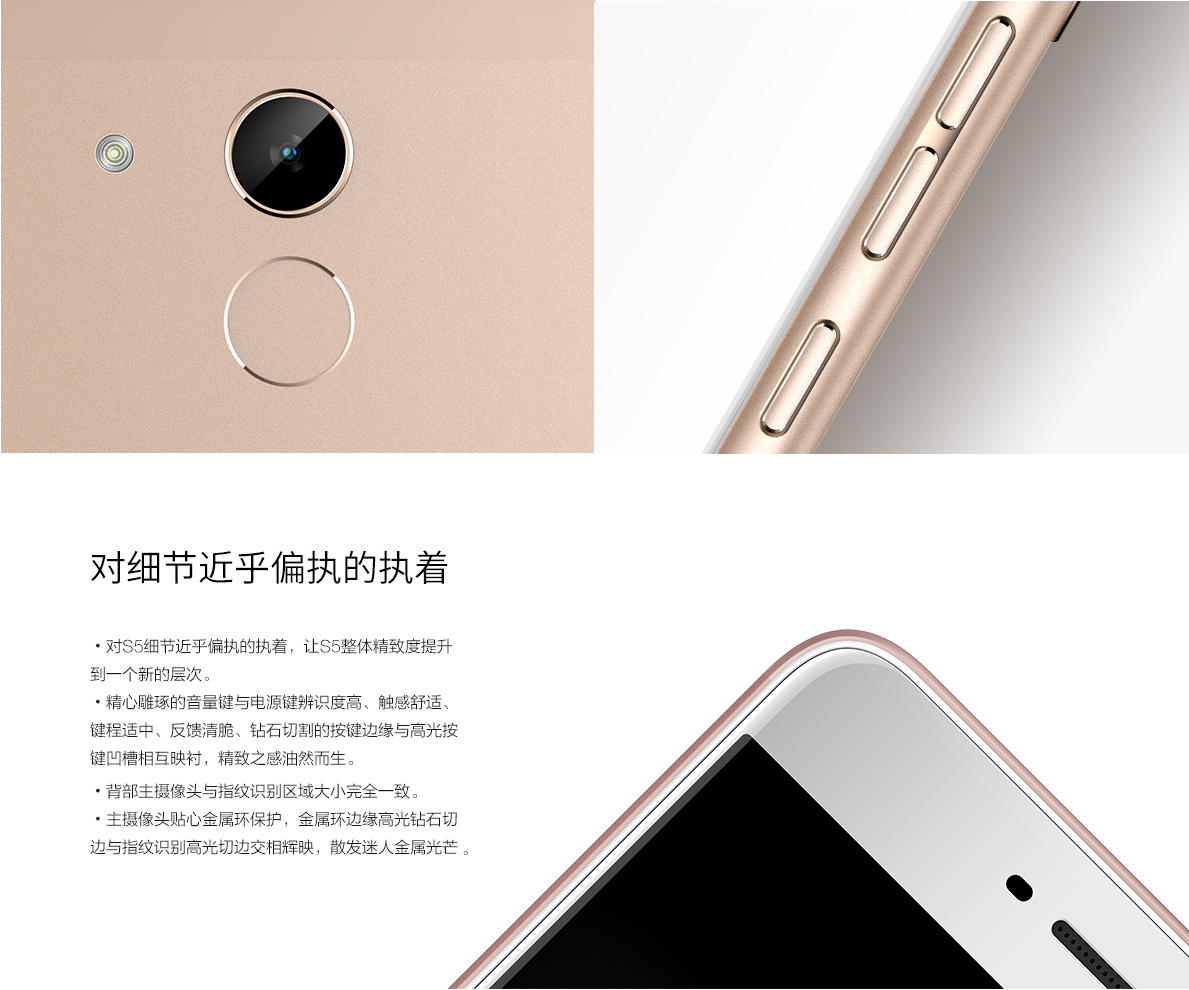 对细节近乎偏执的执着
•对S5细节近乎偏执的执着，让S5整体精致度提升
到一个新的层次。
•精心雕琢的音量键与电源键辨识度高、触感舒适、
键程适中、反馈清脆、钻石切割的按键边缘与高光按
键凹槽相互映衬，精致之感油然而生。
•背部主摄像头与指纹识别区域大小完全一致。
•主摄像头贴心金属环保护，金属环边缘高光钻石切
边与指纹识别高光切边交相辉映，散发迷人金属光芒 。